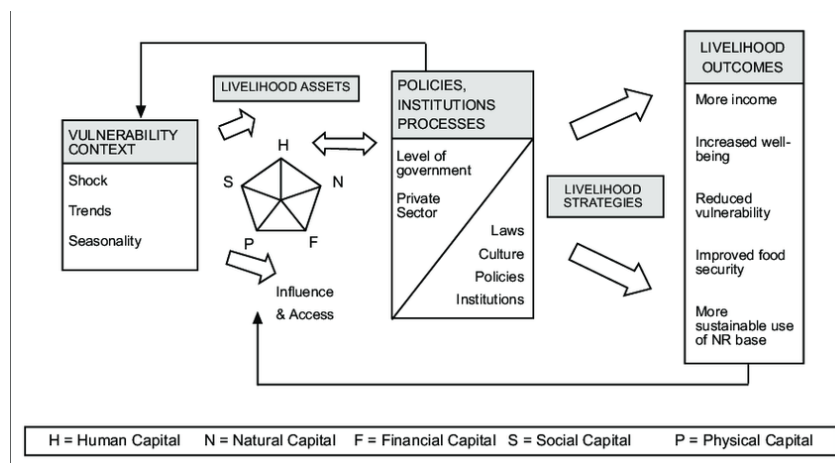 LIVELIHOOD ASSETS
VULNERABILITY
CONTEXT
Shock
Trends
Seasonality
H
S
N
P
F
Influence
& Access
POLICIES,
INSTITUTIONS
PROCESSES
Level of
government
Private
Sector
Laws
Culture
Policies
Institutions
LIVELIHOOD
STRATEGIES
LIVELIHOOD
OUTCOMES
More income
Increased well-
being
Reduced
vulnerability
Improved food
security
More
sustainable use
of NR base
H = Human Capital N = Natural Capital F = Financial Capital S = Social Capital P = Physical Capital